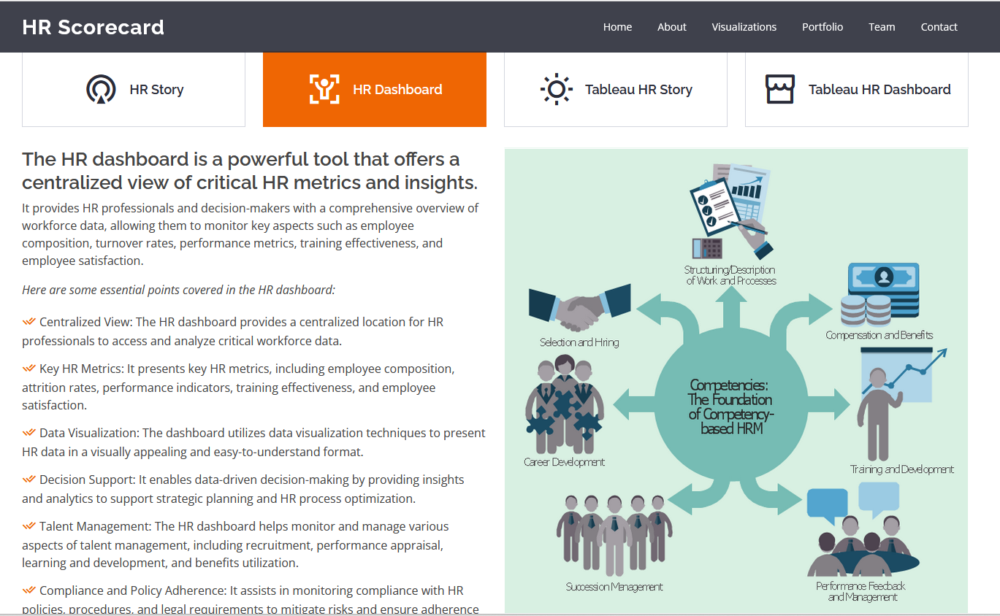 HR Scorecard
Home
About
Visualizations
Portfolio
Team
Contact
HR Story
HR Dashboard
Tableau HR Story
Tableau HR Dashboard
The HR dashboard is a powerful tool that offers a
centralized view of critical HR metrics and insights.
It provides HR professionals and decision-makers with a comprehensive overview of
workforce data, allowing them to monitor key aspects such as employee
composition, turnover rates, performance metrics, training effectiveness, and
employee satisfaction.
Here are some essential points covered in the HR dashboard:
Centralized View: The HR dashboard provides a centralized location for HR
professionals to access and analyze critical workforce data.
Key HR Metrics: It presents key HR metrics, including employee composition,
attrition rates, performance indicators, training effectiveness, and employee
satisfaction.
Data Visualization: The dashboard utilizes data visualization techniques to present
HR data in a visually appealing and easy-to-understand format.
Decision Support: It enables data-driven decision-making by providing insights
and analytics to support strategic planning and HR process optimization.
Talent Management: The HR dashboard helps monitor and manage various
aspects of talent management, including recruitment, performance appraisal,
learning and development, and benefits utilization.
Compliance and Policy Adherence: It assists in monitoring compliance with HR
policies, procedures, and legal requirements to mitigate risks and ensure adherence
Structuring/Description
of Work and Processes
Selection and Hiring
Compensation and Benefits
Competencies:
The Foundation
of Competency-
based HRM
Career Development
Training and Development
Succession Management
Performance Feedback
and Management